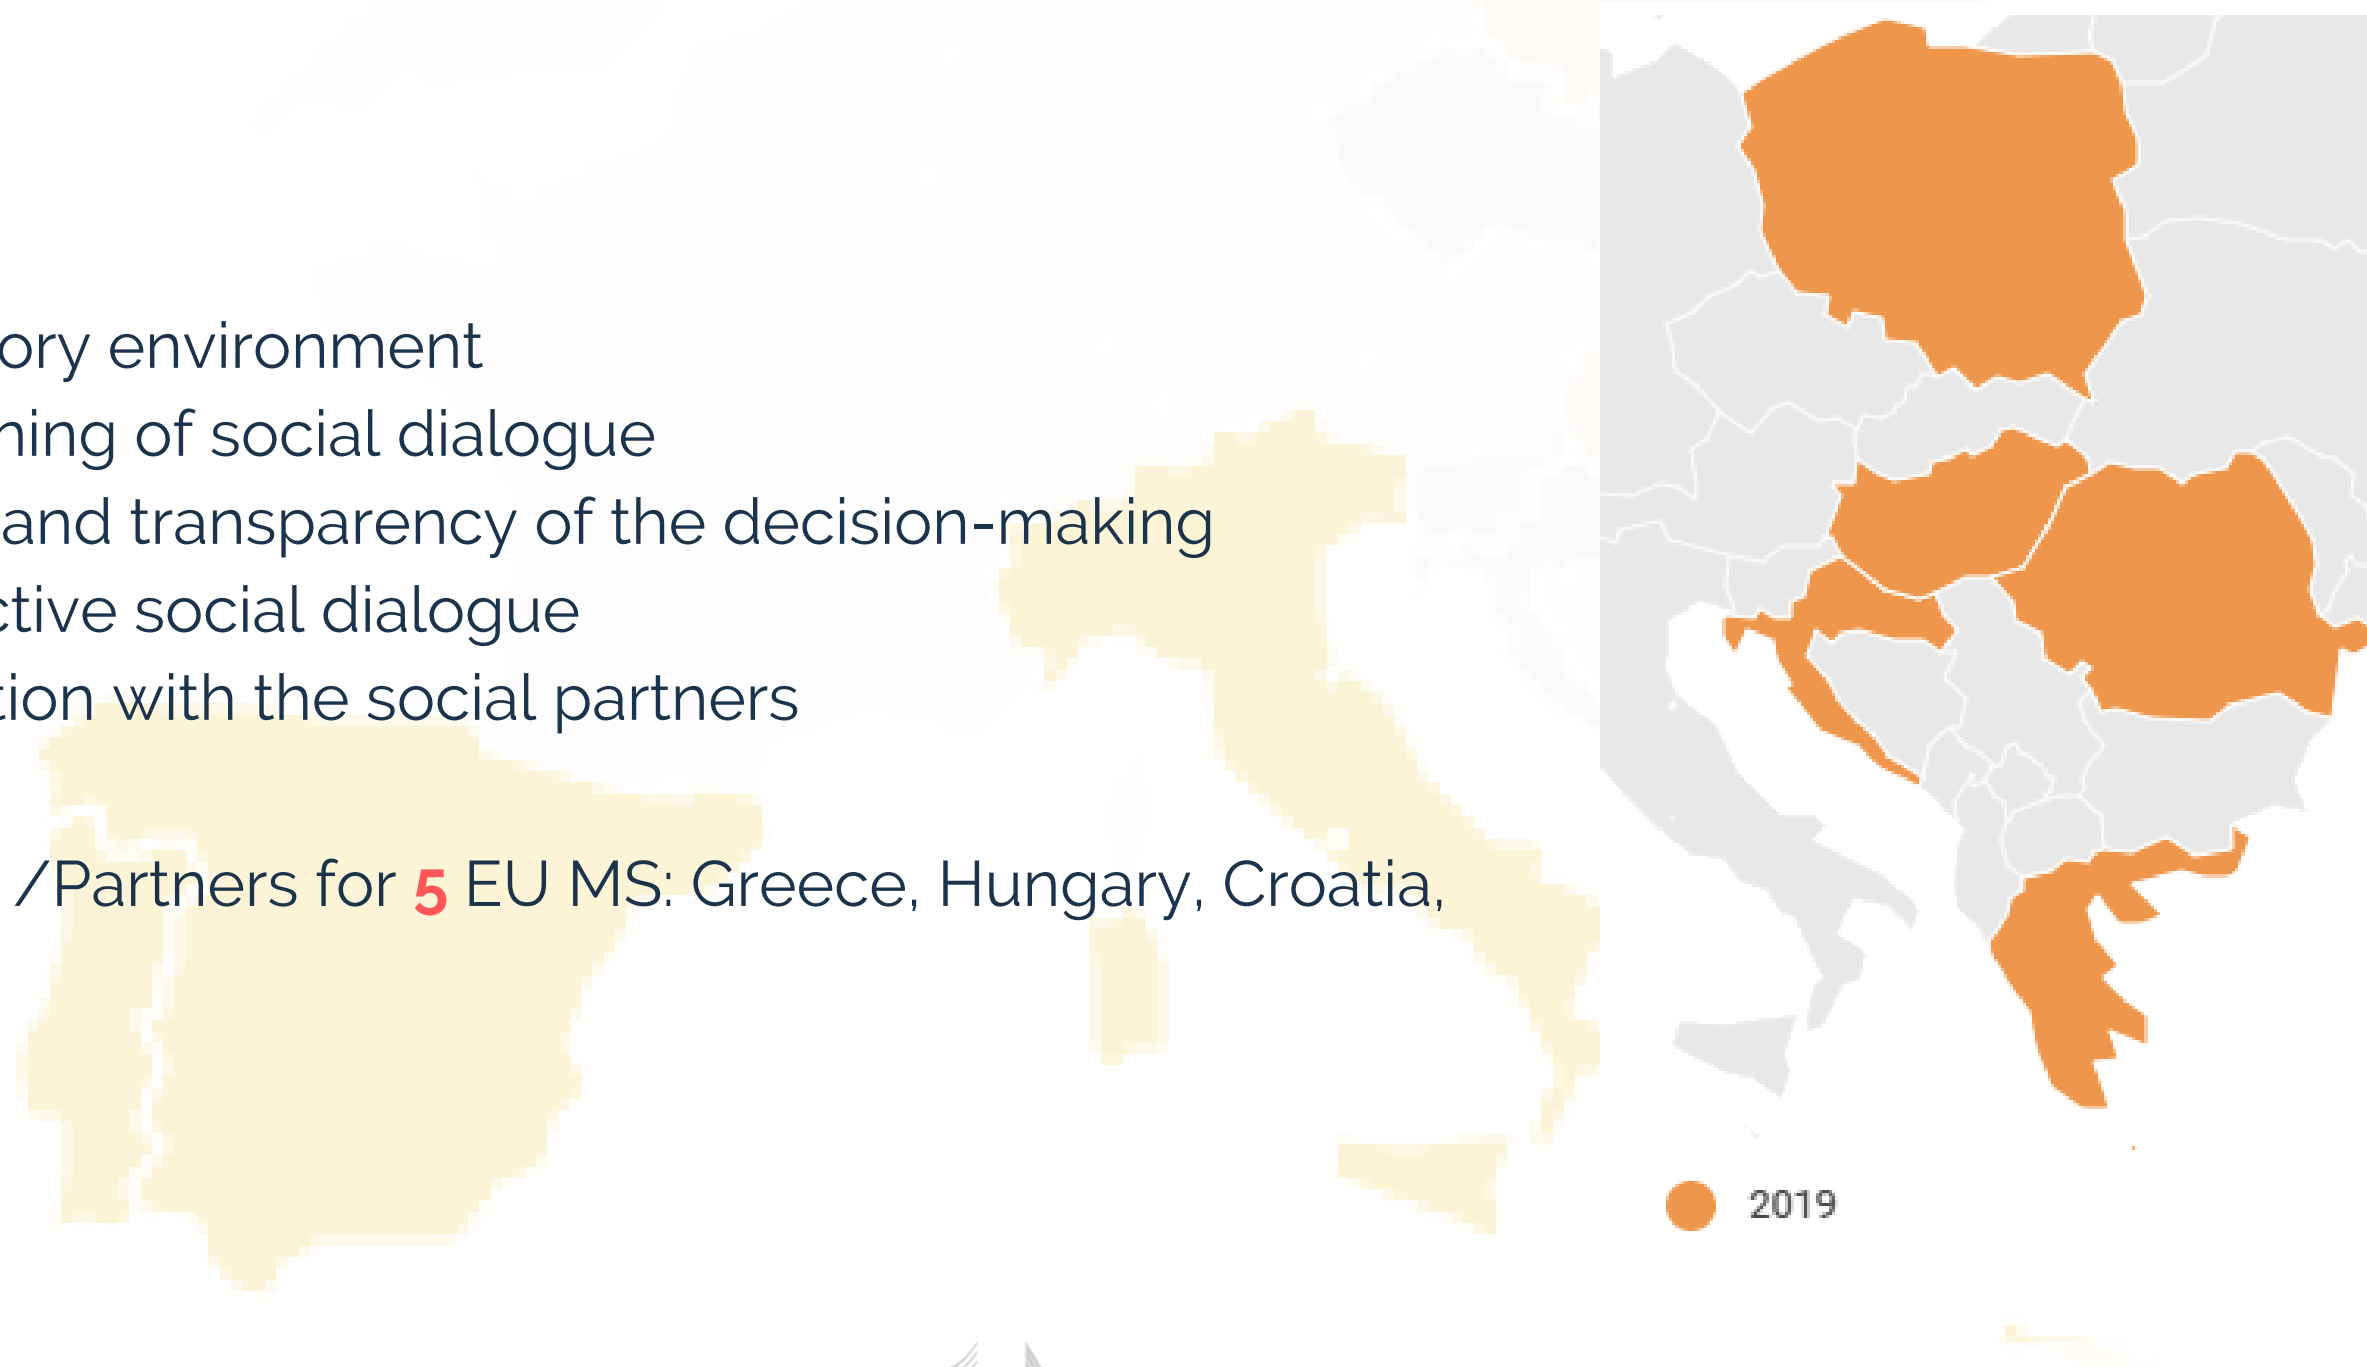 ory environment
ning of social dialogue
and transparency of the decision-making
ctive social dialogue
tion with the social partners
/Partners for 5 EU MS: Greece, Hungary, Croatia,
2019